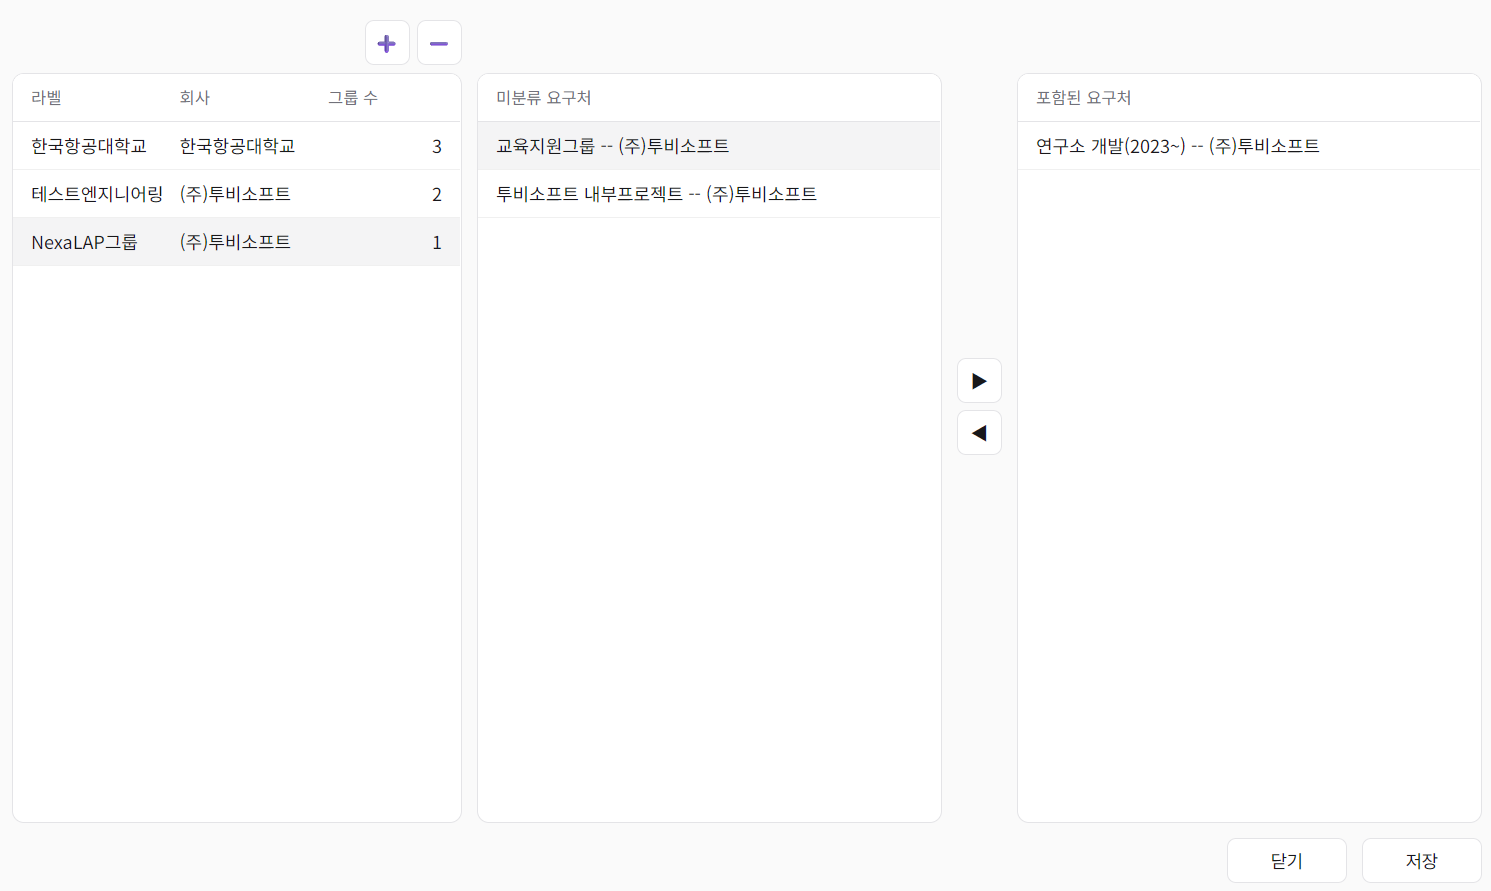 라벨 회사 그룹 수
한국항공대학교 한국항공대학교 3
테스트엔지니어링 (주)투비소프트 2
NexaLAP그룹 (주)투비소프트 1
미분류 요구처
교육지원그룹 -- (주)투비소프트
투비소프트 내부프로젝트 -- (주)투비소프트
포함된 요구처
연구소 개발(2023~) -- (주)투비소프트
닫기 저장